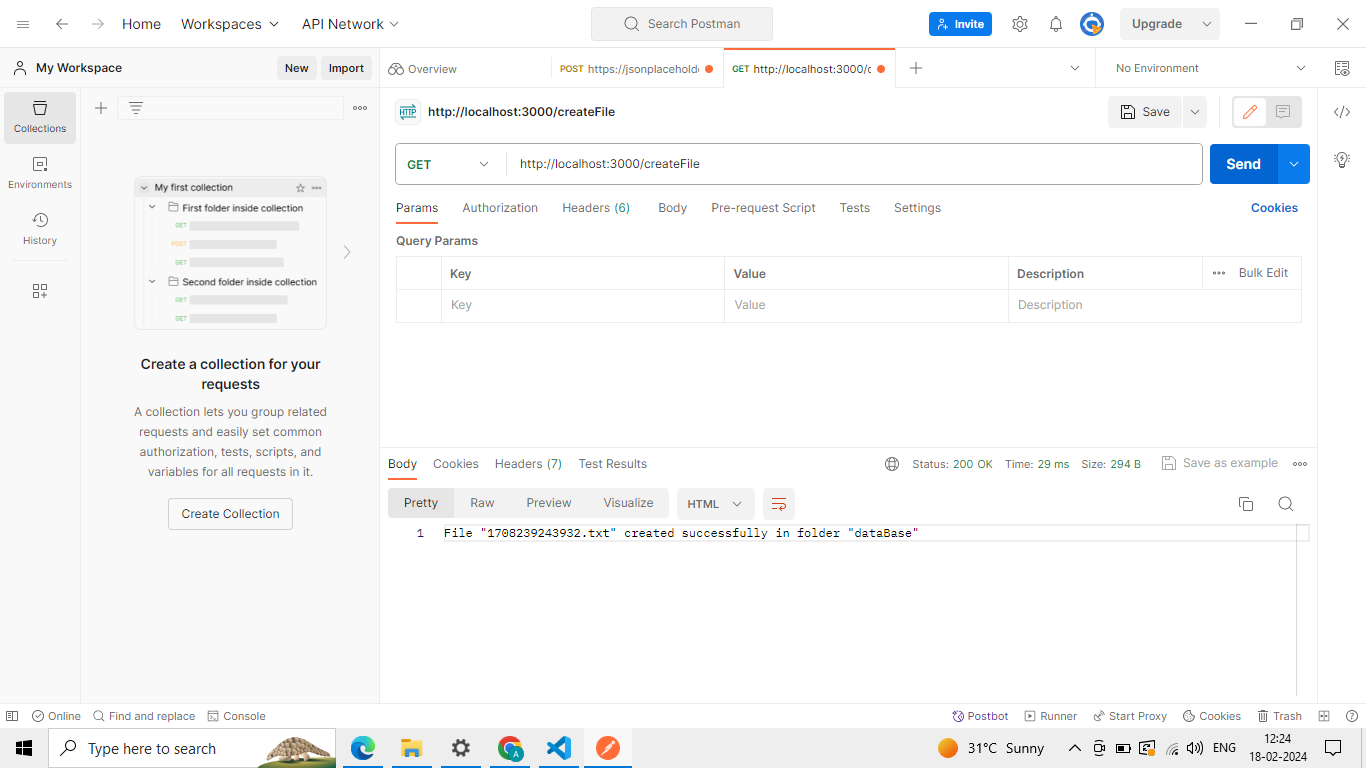 Home Workspaces API Network Search Postman Invite Upgrade
My Workspace New Import Overview POST https://jsonplacehold GET http://localhost:3000/c No Environment
Collections
Environments
History
My first collection
First folder inside collection
GET
POST
GET
Second folder inside collection
GET
GET
Create a collection for your
requests
A collection lets you group related
requests and easily set common
authorization, tests, scripts, and
variables for all requests in it.
Create Collection
HTTP http://localhost:3000/createFile Save
GET http://localhost:3000/createFile Send
Params Authorization Headers (6) Body Pre-request Script Tests Settings Cookies
Query Params
Key Value Description Bulk Edit
Key Value Description
Body Cookies Headers (7) Test Results Status: 200 OK Time: 29 ms Size: 294 B Save as example
Pretty Raw Preview Visualize HTML
1 File "1708239243932.txt" created successfully in folder "dataBase"
Online Find and replace Console Postbot Runner Start Proxy Cookies Trash
Type here to search 31°C Sunny ENG 12:24
18-02-2024